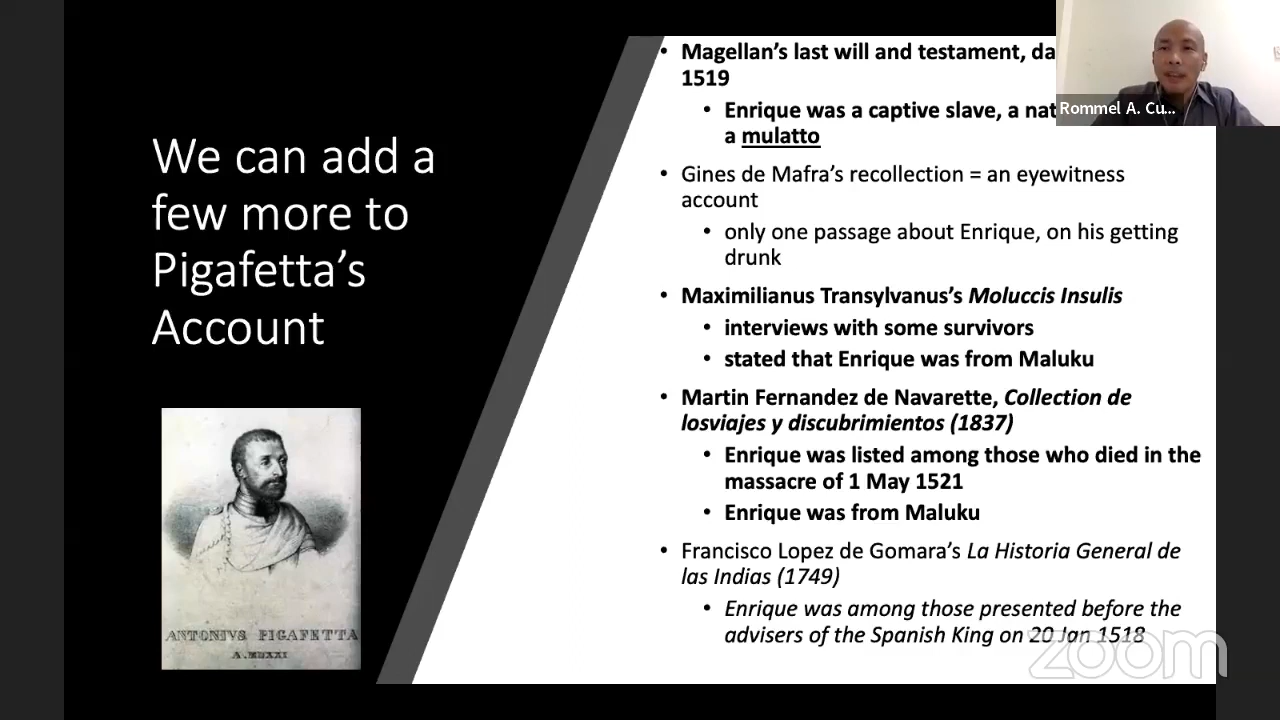 We can add a
few more to
Pigafetta's
Account
ANTONIVS PIGAFETTA
A.MDXXI
• Magellan's last will and testament, da
1519
• Enrique was a captive slave, a nat
a mulatto
• Gines de Mafra's recollection = an eyewitness
account
• only one passage about Enrique, on his getting
drunk
• Maximilianus Transylvanus's Moluccis Insulis
• interviews with some survivors
• stated that Enrique was from Maluku
• Martin Fernandez de Navarette, Collection de
losviajes y discubrimientos (1837)
• Enrique was listed among those who died in the
massacre of 1 May 1521
• Enrique was from Maluku
• Francisco Lopez de Gomara's La Historia General de
las Indias (1749)
• Enrique was among those presented before the
advisers of the Spanish King on 20 Jan 1518
Rommel A. Cu...
zoom